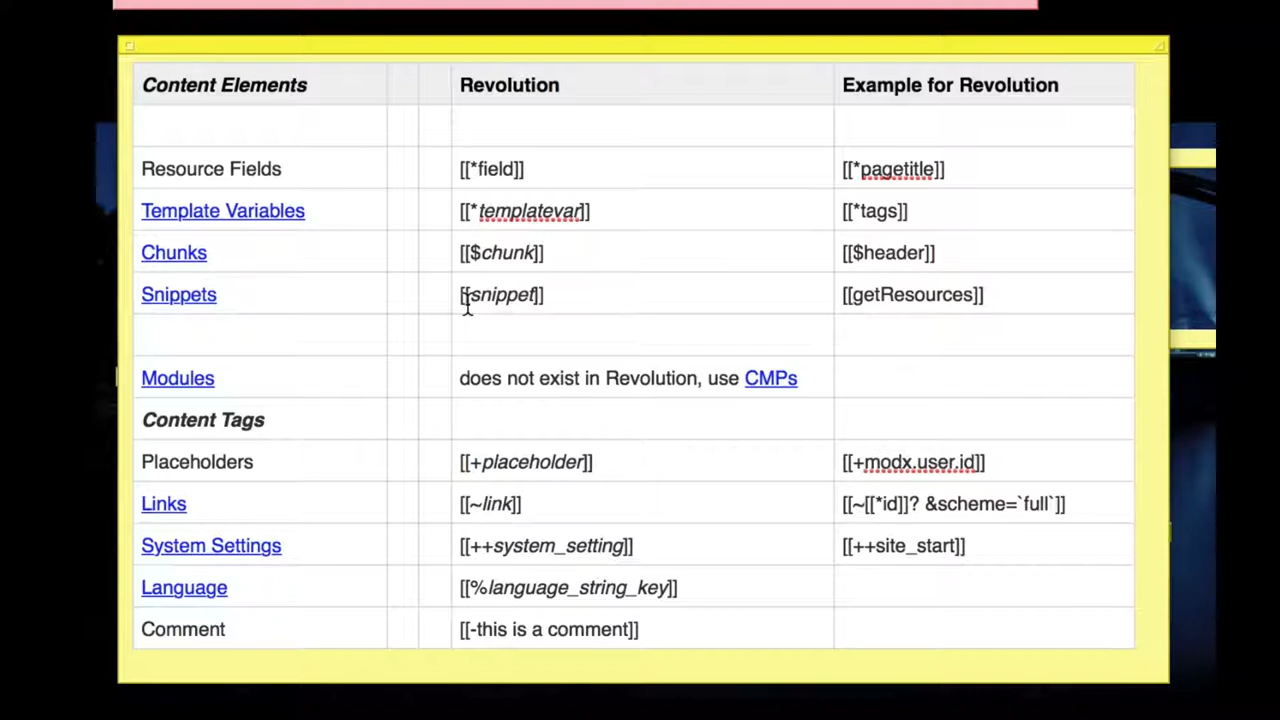 Content Elements Revolution Example for Revolution
Resource Fields [[*field]] [[*pagetitle]]
Template Variables [[*templatevar]] [[*tags]]
Chunks [[$chunk]] [[$header]]
Snippets [[snippet]] [[getResources]]
Modules does not exist in Revolution, use CMPs
Content Tags
Placeholders [[+placeholder]] [[+modx.user.id]]
Links [[~link]] [[~[[*id]]? &scheme=`full`]]
System Settings [[++system_setting]] [[++site_start]]
Language [[%language_string_key]]
Comment [[-this is a comment]]